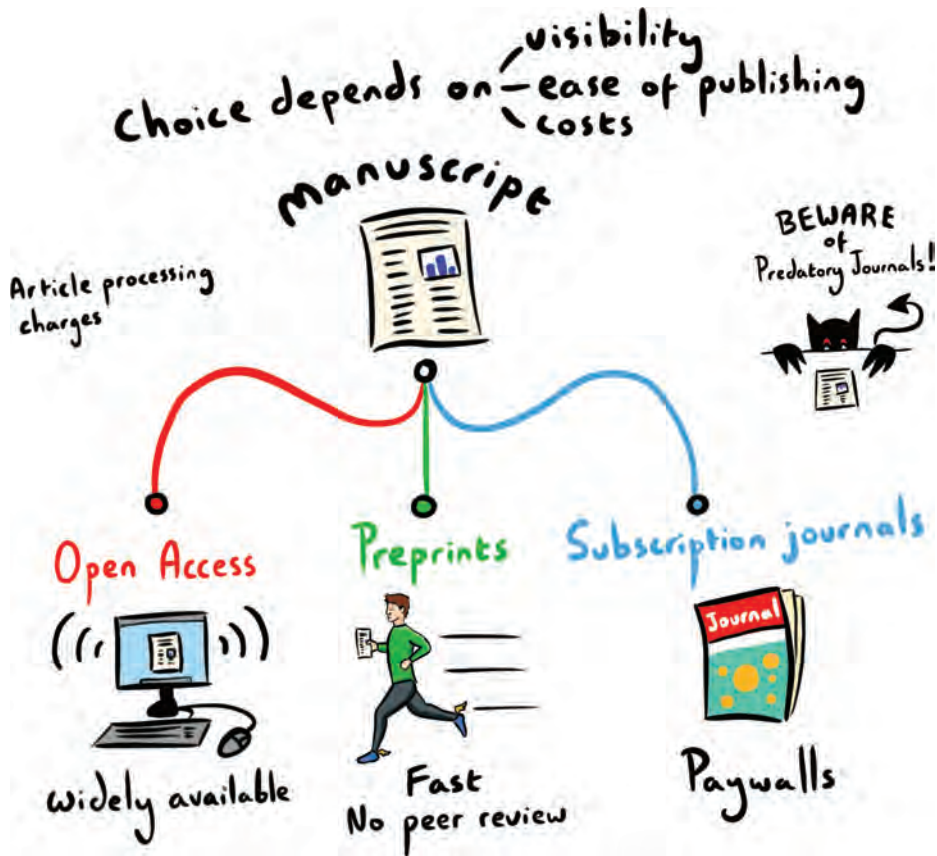 Choice depends on
visibility
ease of publishing
costs
manuscript
Article processing
charges
BEWARE
of
Predatory Journals!
Open Access
Preprints
Subscription journals
Journal
widely available
Fast
No peer review
Paywalls